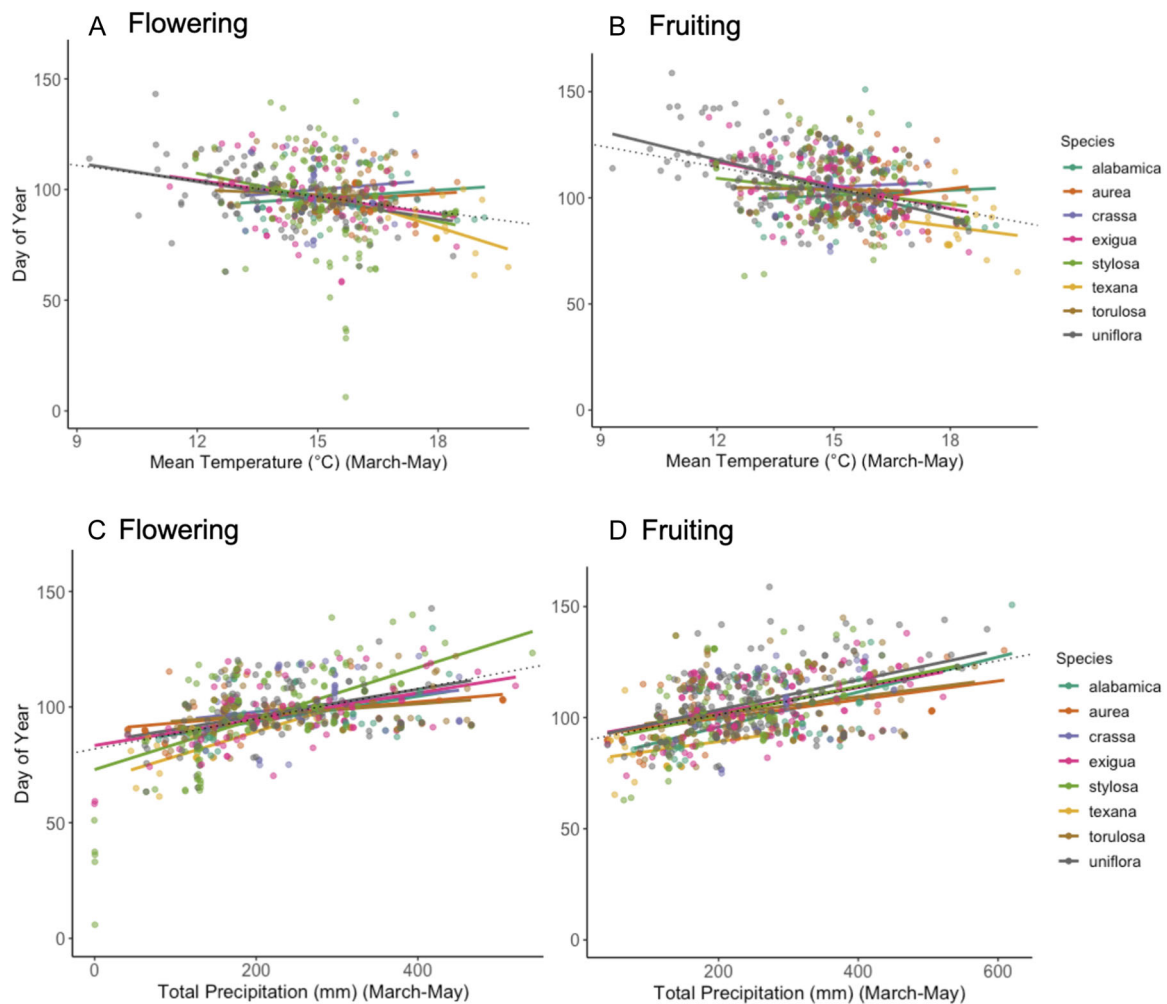 A Flowering
B Fruiting
Day of Year
150
100
50
0
9
12
15
18
Mean Temperature (°C) (March-May)
150
100
50
0
9
12
15
18
Mean Temperature (°C) (March-May)
Species
alabamica
aurea
crassa
exigua
stylosa
texana
torulosa
uniflora
C Flowering
D Fruiting
Day of Year
150
100
50
0
0
200
400
Total Precipitation (mm) (March-May)
150
100
50
0
200
400
600
Total Precipitation (mm) (March-May)
Species
alabamica
aurea
crassa
exigua
stylosa
texana
torulosa
uniflora